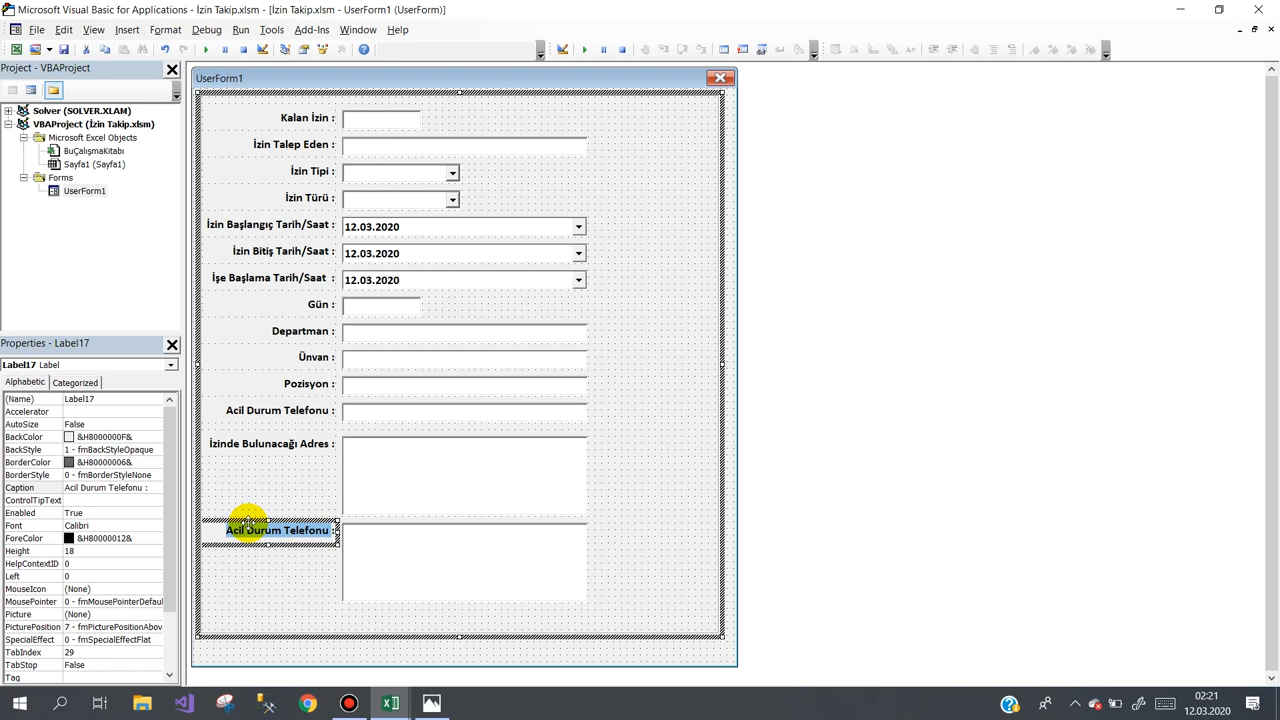 Microsoft Visual Basic for Applications - İzin Takip.xlsm - [İzin Takip.xlsm - UserForm1 (UserForm)]
File Edit View Insert Format Debug Run Tools Add-Ins Window Help
Project - VBAProject
Solver (SOLVER.XLAM)
VBAProject (İzin Takip.xlsm)
Microsoft Excel Objects
BuÇalışmaKitabı
Sayfa1 (Sayfa1)
Forms
UserForm1
Properties - Label17
Label17 Label
Alphabetic Categorized
(Name) Label17
Accelerator
AutoSize False
BackColor &H8000000F&
BackStyle 1 - fmBackStyleOpaque
BorderColor &H80000006&
BorderStyle 0 - fmBorderStyleNone
Caption Acil Durum Telefonu :
ControlTipText
Enabled True
Font Calibri
ForeColor &H80000012&
Height 18
HelpContextID 0
Left 0
MouseIcon (None)
MousePointer 0 - fmMousePointerDefaul
Picture (None)
PicturePosition 7 - fmPicturePositionAbov
SpecialEffect 0 - fmSpecialEffectFlat
TabIndex 29
TabStop False
Tag
UserForm1
Kalan İzin :
İzin Talep Eden :
İzin Tipi :
İzin Türü :
İzin Başlangıç Tarih/Saat : 12.03.2020
İzin Bitiş Tarih/Saat : 12.03.2020
İşe Başlama Tarih/Saat : 12.03.2020
Gün :
Departman :
Ünvan :
Pozisyon :
Acil Durum Telefonu :
İzinde Bulunacağı Adres :
Acil Durum Telefonu :
02:21
12.03.2020